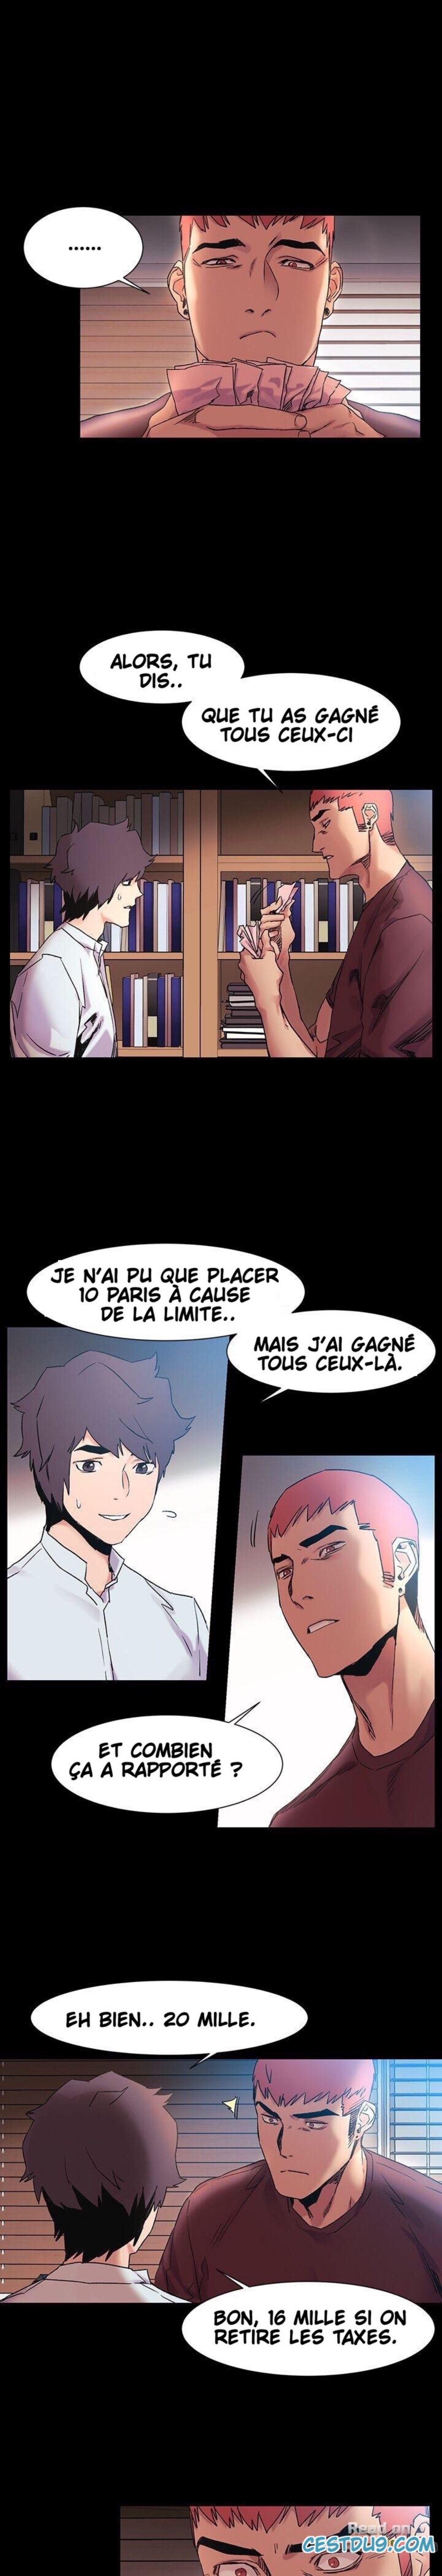 ......
ALORS, TU
DIS..
QUE TU AS GAGNÉ
TOUS CEUX-CI
JE N'AI PU QUE PLACER
10 PARIS À CAUSE
DE LA LIMITE..
MAIS J'AI GAGNÉ
TOUS CEUX-LÀ.
ET COMBIEN
ÇA A RAPPORTÉ ?
EH BIEN.. 20 MILLE.
BON, 16 MILLE SI ON
RETIRE LES TAXES.
Read on
CESTDU9.COM